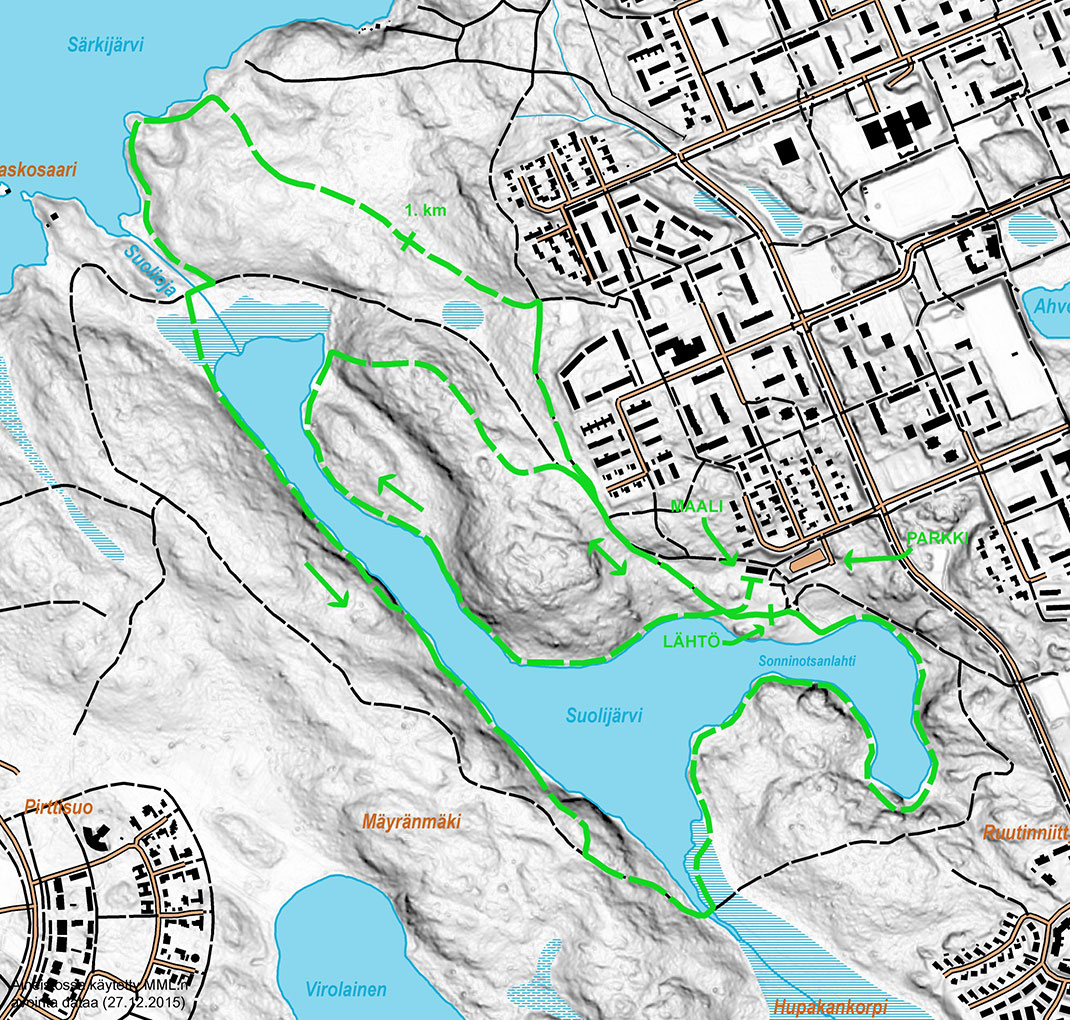 Särkijärvi
askosaari
1. km
Suolioja
Ahve
MAALI
PARKKI
LÄHTÖ
Sonninotsanlahti
Suolijärvi
Pirttisuo
Mäyränmäki
Ruutinniitt
Virolainen
Aineistossa käytetty MML:n
avointa dataa (27.12.2015)
Hupakankorpi